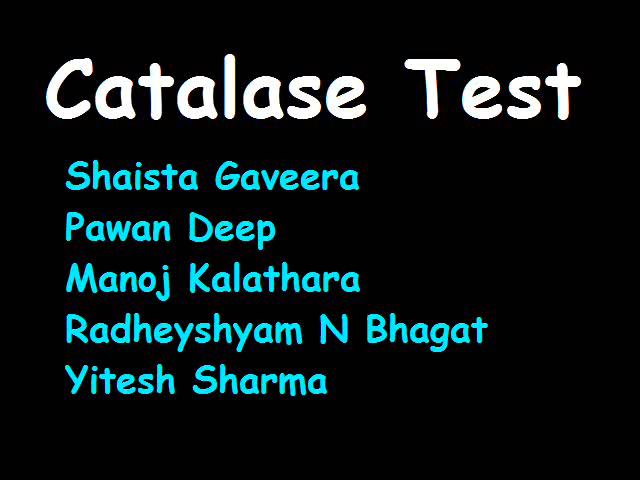 Catalase Test
Shaista Gaveera
Pawan Deep
Manoj Kalathara
Radheyshyam N Bhagat
Yitesh Sharma